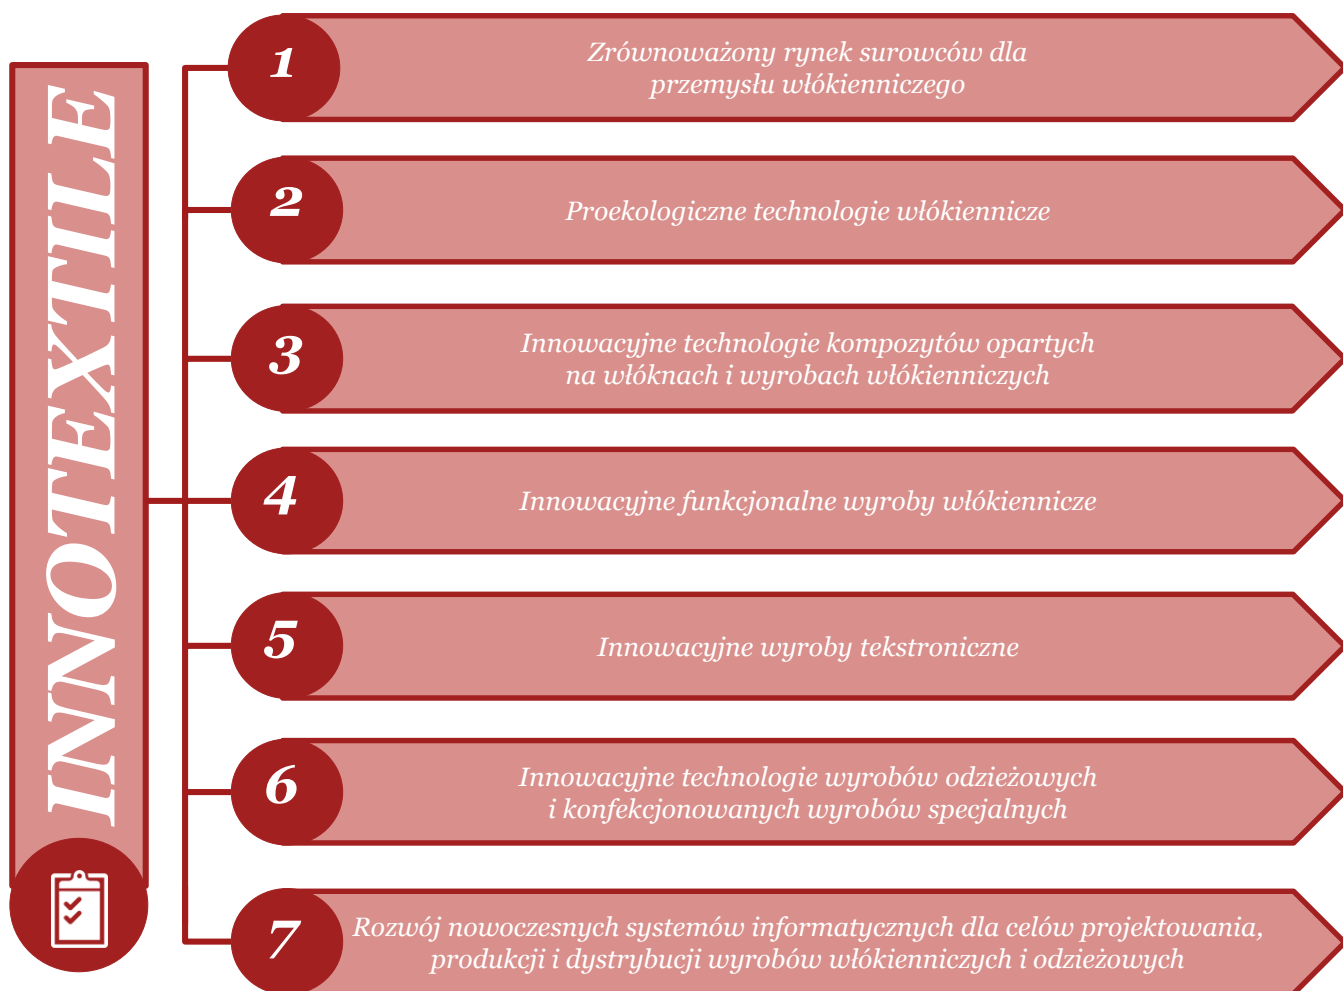 INNOTEXTILE
1
Zrównoważony rynek surowców dla
przemysłu włókienniczego
2
Proekologiczne technologie włókiennicze
3
Innowacyjne technologie kompozytów opartych
na włóknach i wyrobach włókienniczych
4
Innowacyjne funkcjonalne wyroby włókiennicze
5
Innowacyjne wyroby tekstroniczne
6
Innowacyjne technologie wyrobów odzieżowych
i konfekcjonowanych wyrobów specjalnych
7
Rozwój nowoczesnych systemów informatycznych dla celów projektowania,
produkcji i dystrybucji wyrobów włókienniczych i odzieżowych